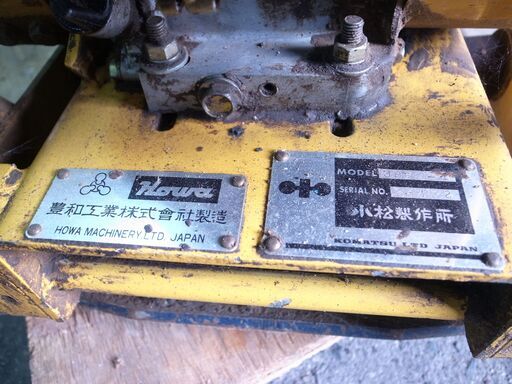 Howa
豊和工業株式會社製造
HOWA MACHINERY.LTD. JAPAN
MODEL
SERIAL NO.
小松製作所
KOMATSU LTD JAPAN